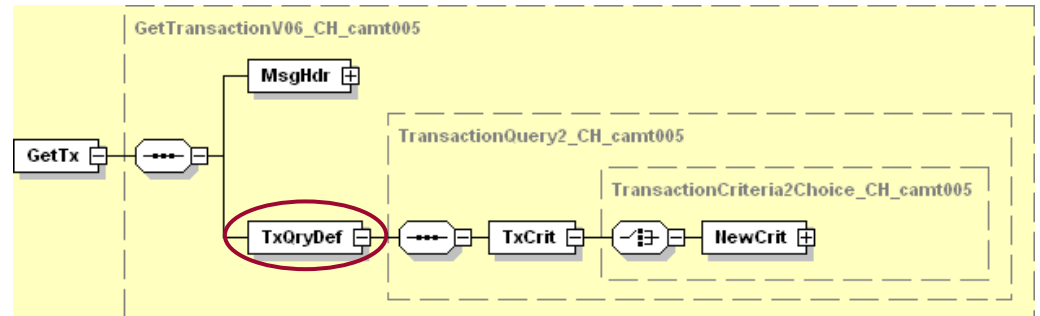 GetTransactionV06_CH_camt005
MsgHdr
TransactionQuery2_CH_camt005
GetTx
TransactionCriteria2Choice_CH_camt005
TxQryDef
TxCrit
NewCrit